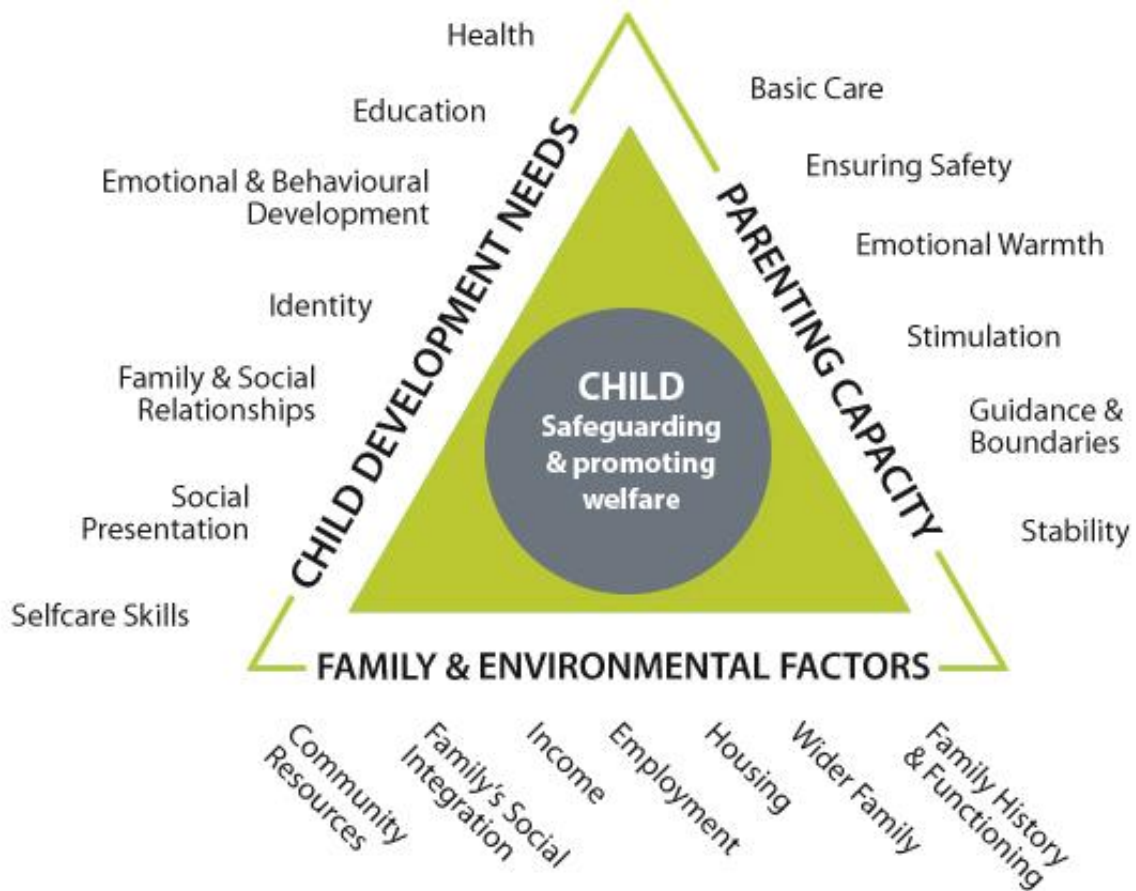 Health
Education
Emotional & Behavioural
Development
Identity
Family & Social
Relationships
Social
Presentation
Selfcare Skills
CHILD DEVELOPMENT NEEDS
Basic Care
Ensuring Safety
Emotional Warmth
Stimulation
Guidance &
Boundaries
Stability
PARENTING CAPACITY
CHILD
Safeguarding
& promoting
welfare
FAMILY & ENVIRONMENTAL FACTORS
Community
Resources
Family's Social
Integration
Income
Employment
Housing
Wider Family
Family History
& Functioning